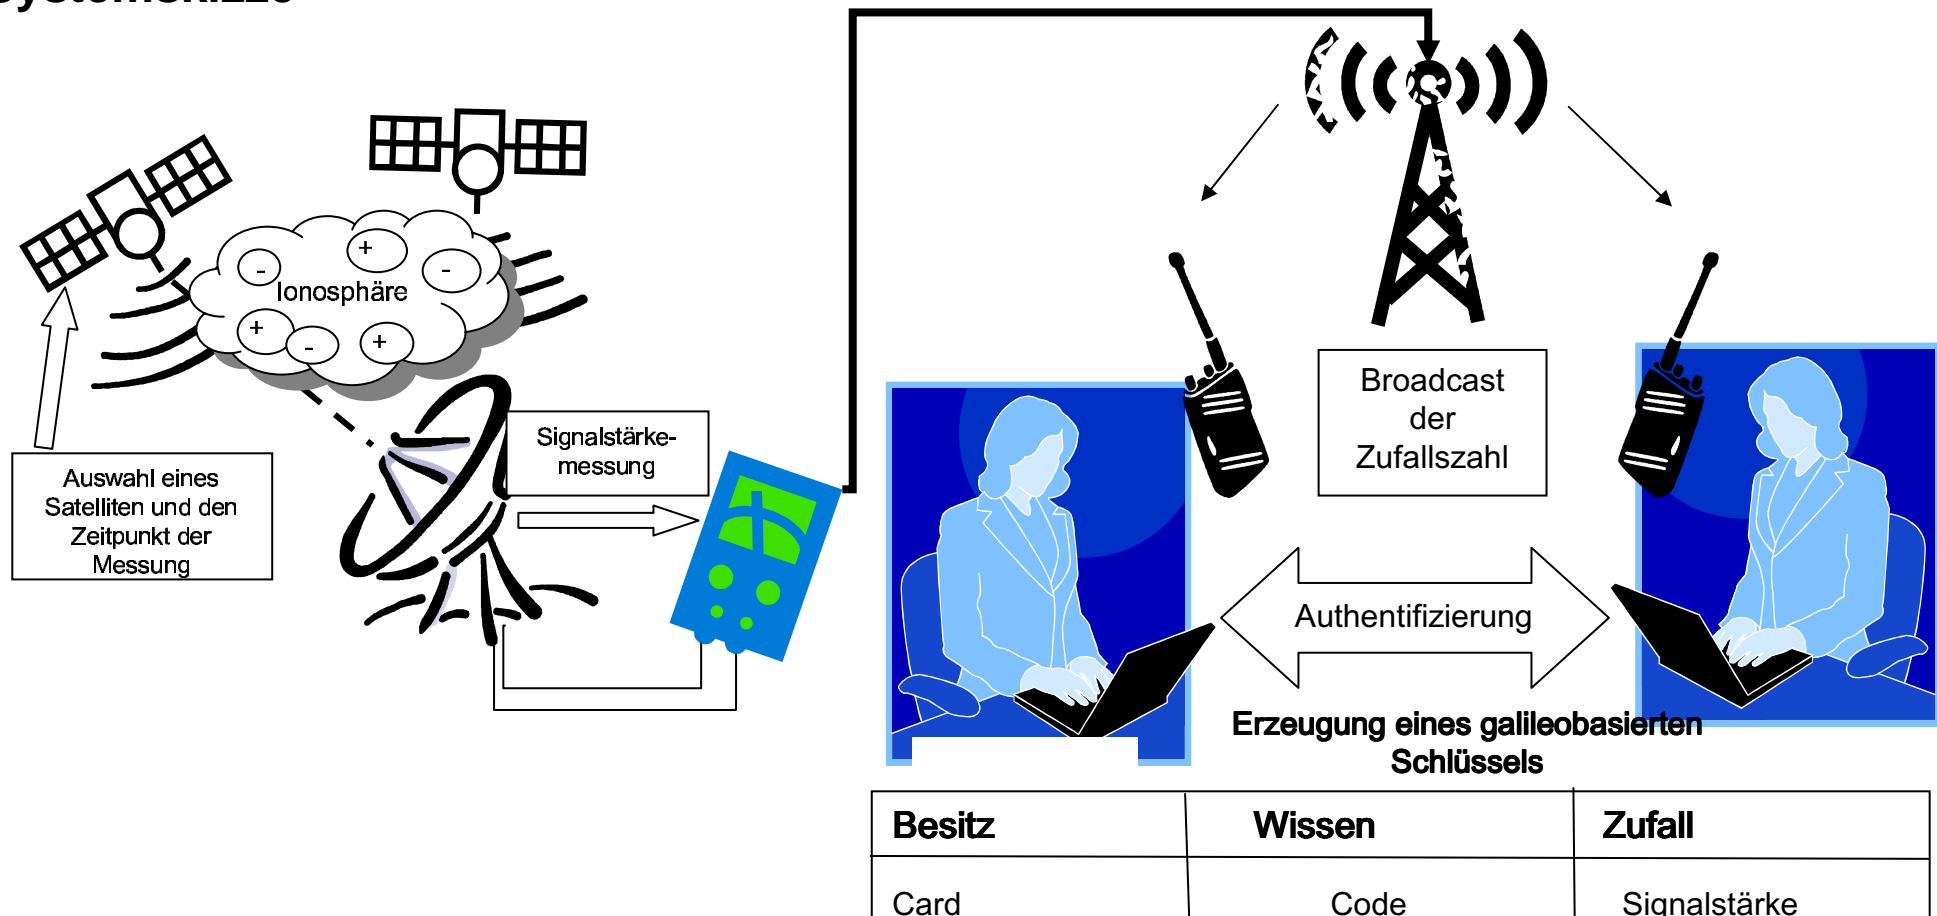 Ionosphäre
Auswahl eines
Satelliten und den
Zeitpunkt der
Messung
Signalstärke-
messung
Broadcast
der
Zufallszahl
Authentifizierung
Erzeugung eines galileobasierten
Schlüssels
Besitz Wissen Zufall
Card Code Signalstärke